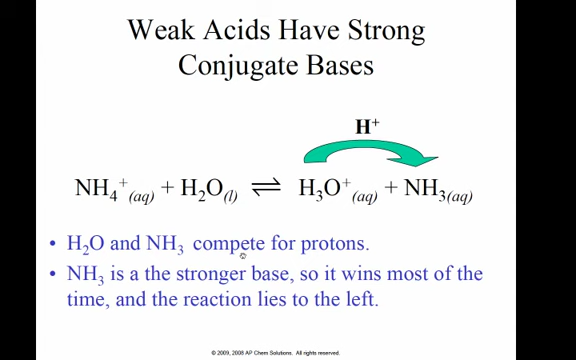 Weak Acids Have Strong
Conjugate Bases
H⁺
NH₄⁺(aq) + H₂O(l) ⇌ H₃O⁺(aq) + NH₃(aq)
• H₂O and NH₃ compete for protons.
• NH₃ is a the stronger base, so it wins most of the
time, and the reaction lies to the left.
© 2009, 2008 AP Chem Solutions. All rights reserved.